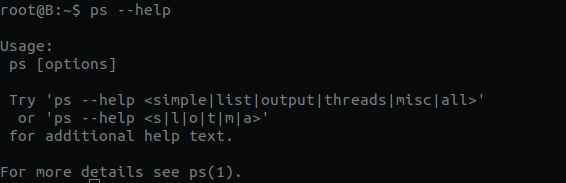 root@B:~$ ps --help
Usage:
ps [options]
Try 'ps --help <simple|list|output|threads|misc|all>'
or 'ps --help <s|l|o|t|m|a>'
for additional help text.
For more details see ps(1).